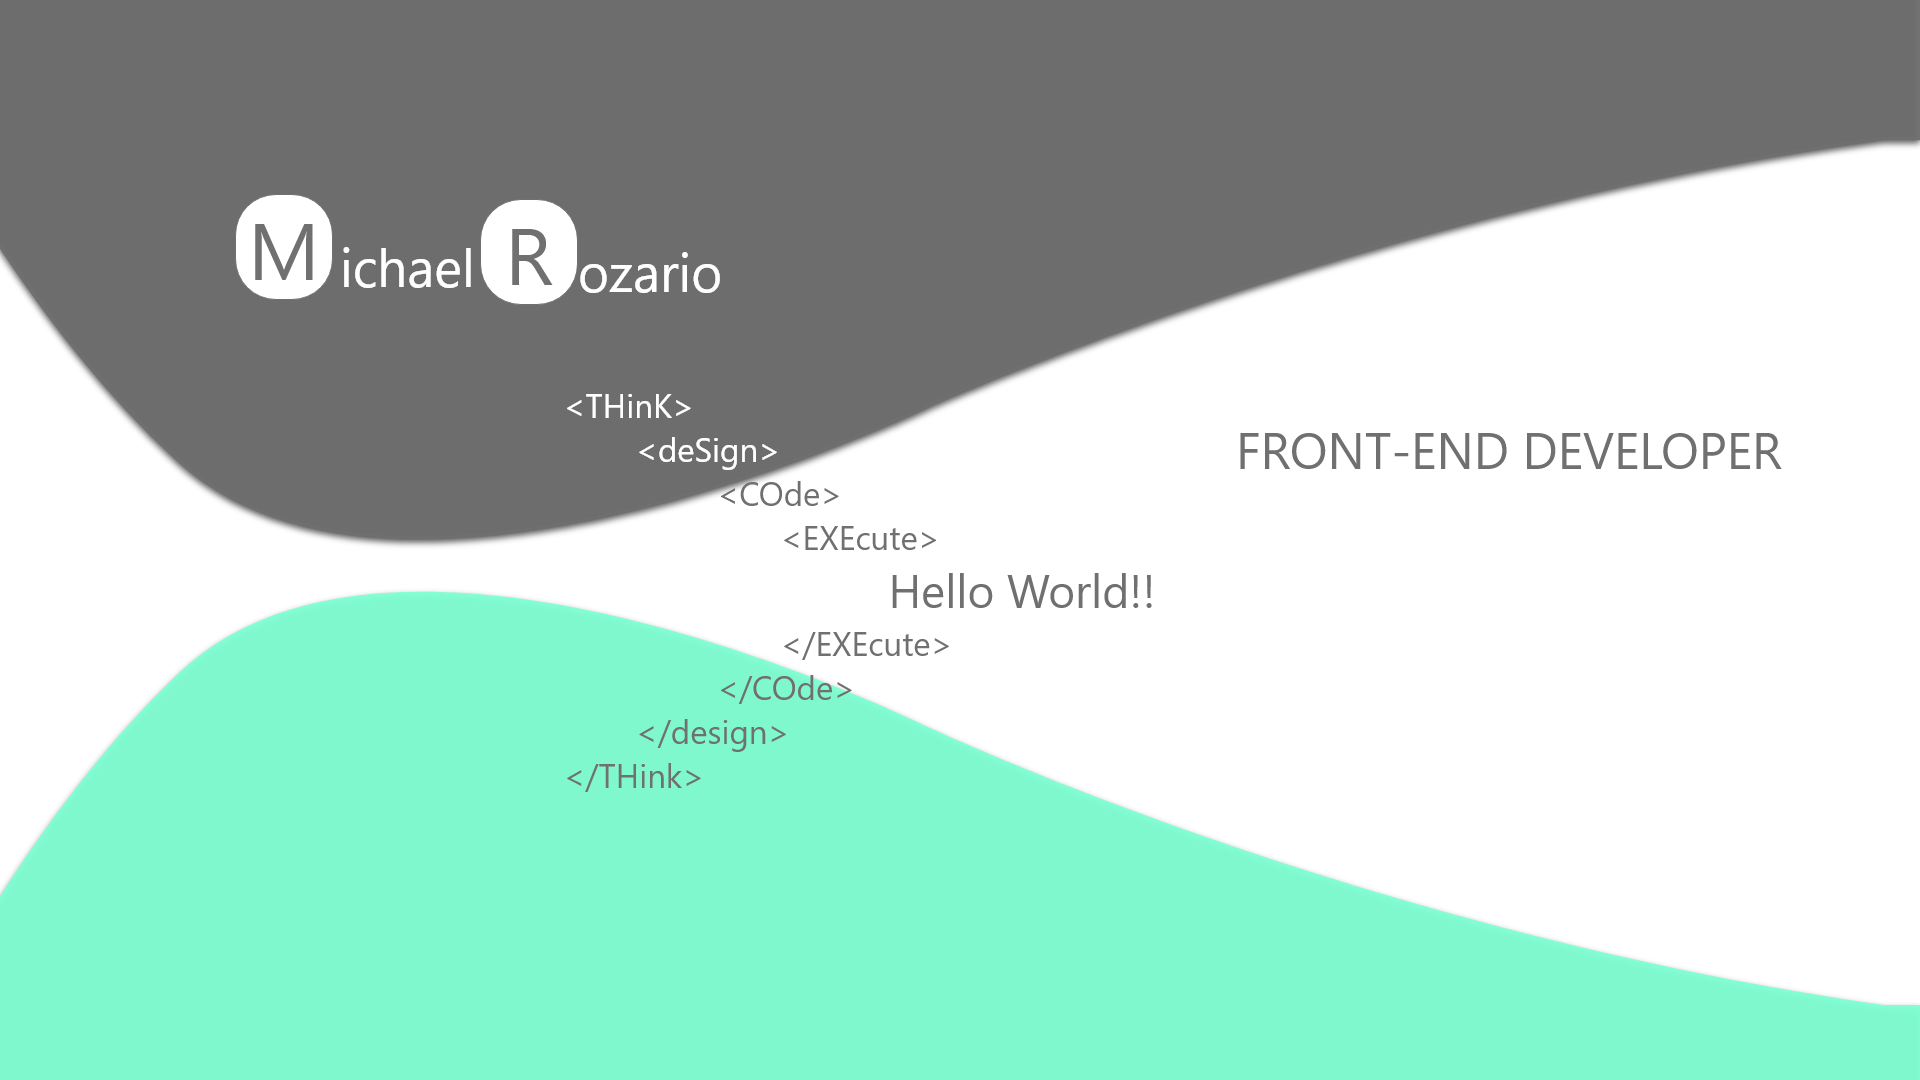 Michael Rozario
<THinK>
<deSign>
FRONT-END DEVELOPER
<COde>
<EXEcute>
Hello World!!
</EXEcute>
</COde>
</design>
</THink>